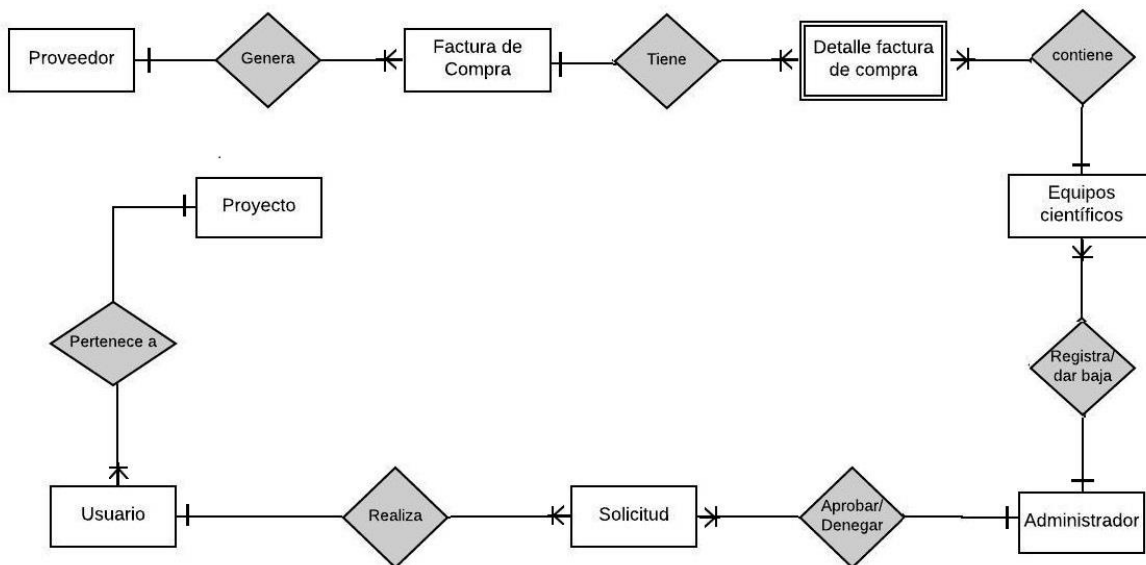 Proveedor
Genera
Factura de
Compra
Tiene
Detalle factura
de compra
contiene
Proyecto
Equipos
científicos
Pertenece a
Registra/
dar baja
Usuario
Realiza
Solicitud
Aprobar/
Denegar
Administrador